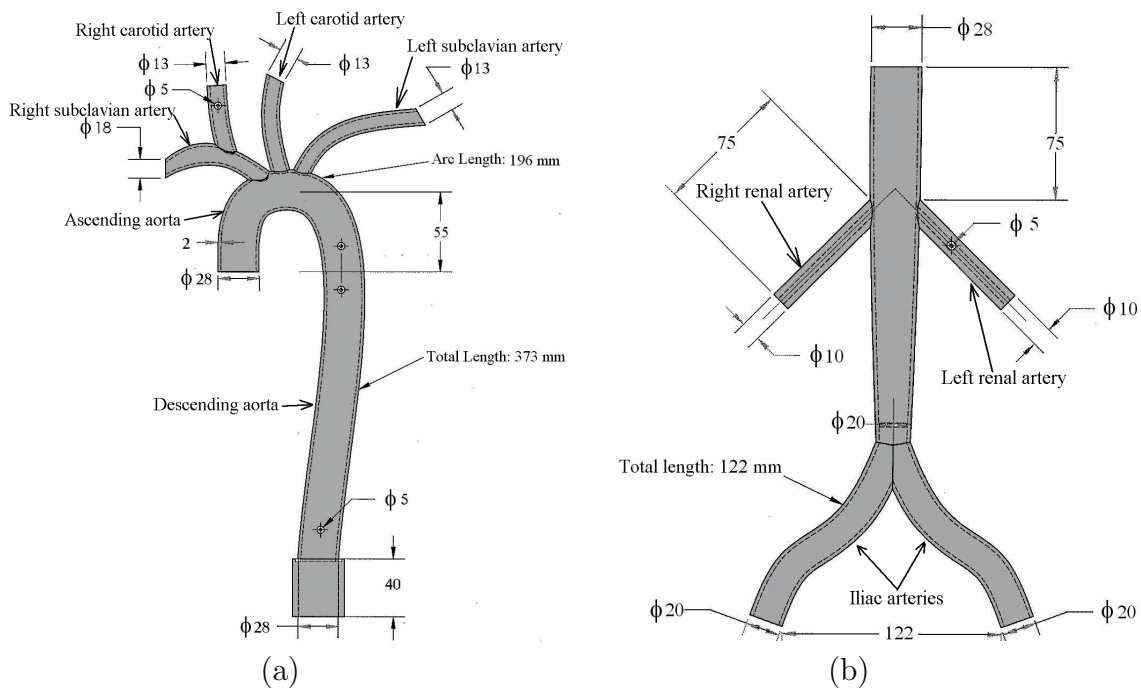 Left carotid artery
Right carotid artery
Left subclavian artery
ϕ13
ϕ13
ϕ13
ϕ5
Right subclavian artery
ϕ18
Arc Length: 196 mm
Ascending aorta
55
2
ϕ28
Total Length: 373 mm
Descending aorta
ϕ5
40
ϕ28
(a)
ϕ28
75
75
Right renal artery
ϕ5
ϕ10
ϕ10
Left renal artery
ϕ20
Total length: 122 mm
Iliac arteries
ϕ20
ϕ20
122
(b)